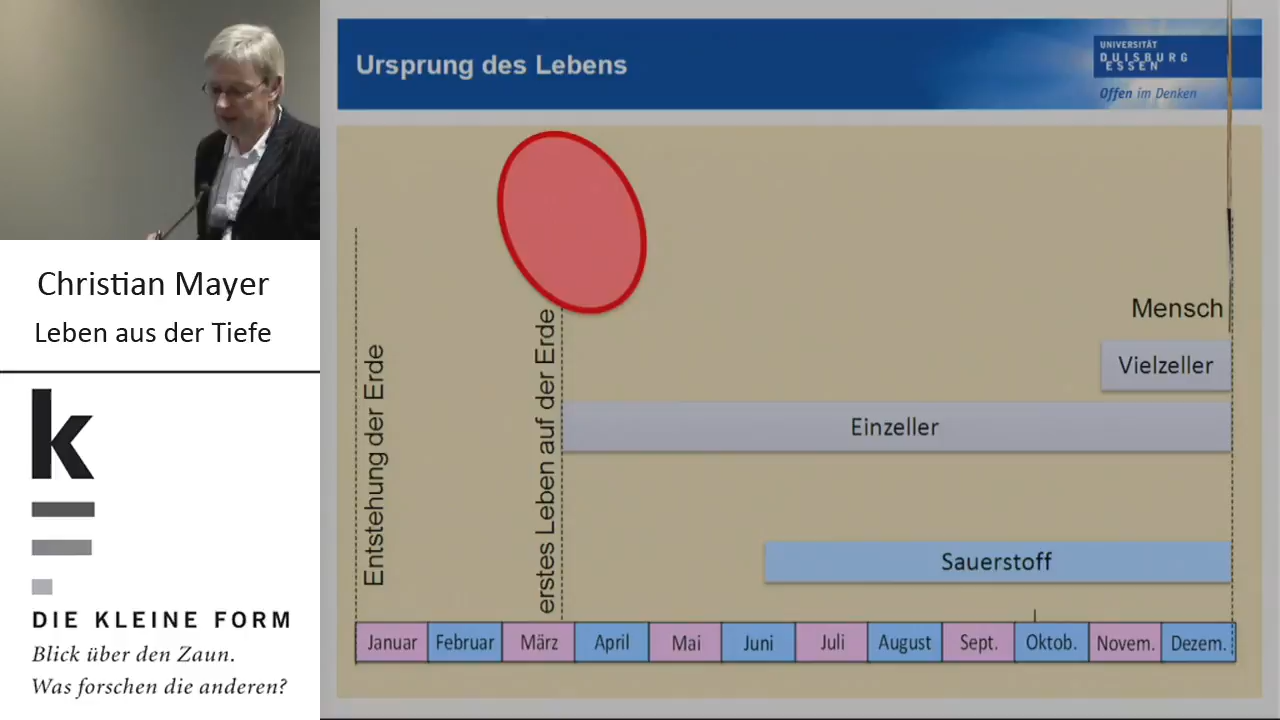 Ursprung des Lebens
UNIVERSITÄT
DUISBURG
ESSEN
Offen im Denken
Christian Mayer
Leben aus der Tiefe
k
DIE KLEINE FORM
Blick über den Zaun.
Was forschen die anderen?
Entstehung der Erde
erstes Leben auf der Erde
Mensch
Vielzeller
Einzeller
Sauerstoff
Januar Februar März April Mai Juni Juli August Sept. Oktob. Novem. Dezem.